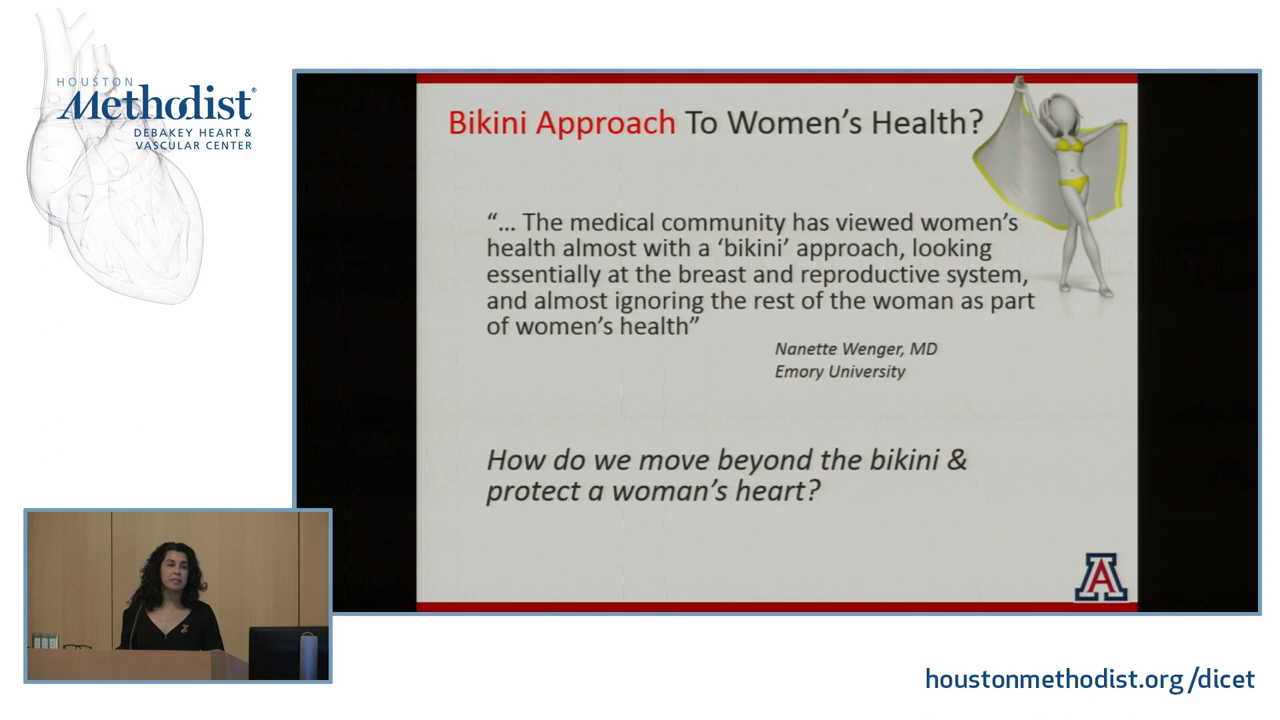 HOUSTON
Methodist®
DEBAKEY HEART &
VASCULAR CENTER
Bikini Approach To Women's Health?
“... The medical community has viewed women's
health almost with a ‘bikini’ approach, looking
essentially at the breast and reproductive system,
and almost ignoring the rest of the woman as part
of women's health”
Nanette Wenger, MD
Emory University
How do we move beyond the bikini &
protect a woman's heart?
A
houstonmethodist.org/dicet